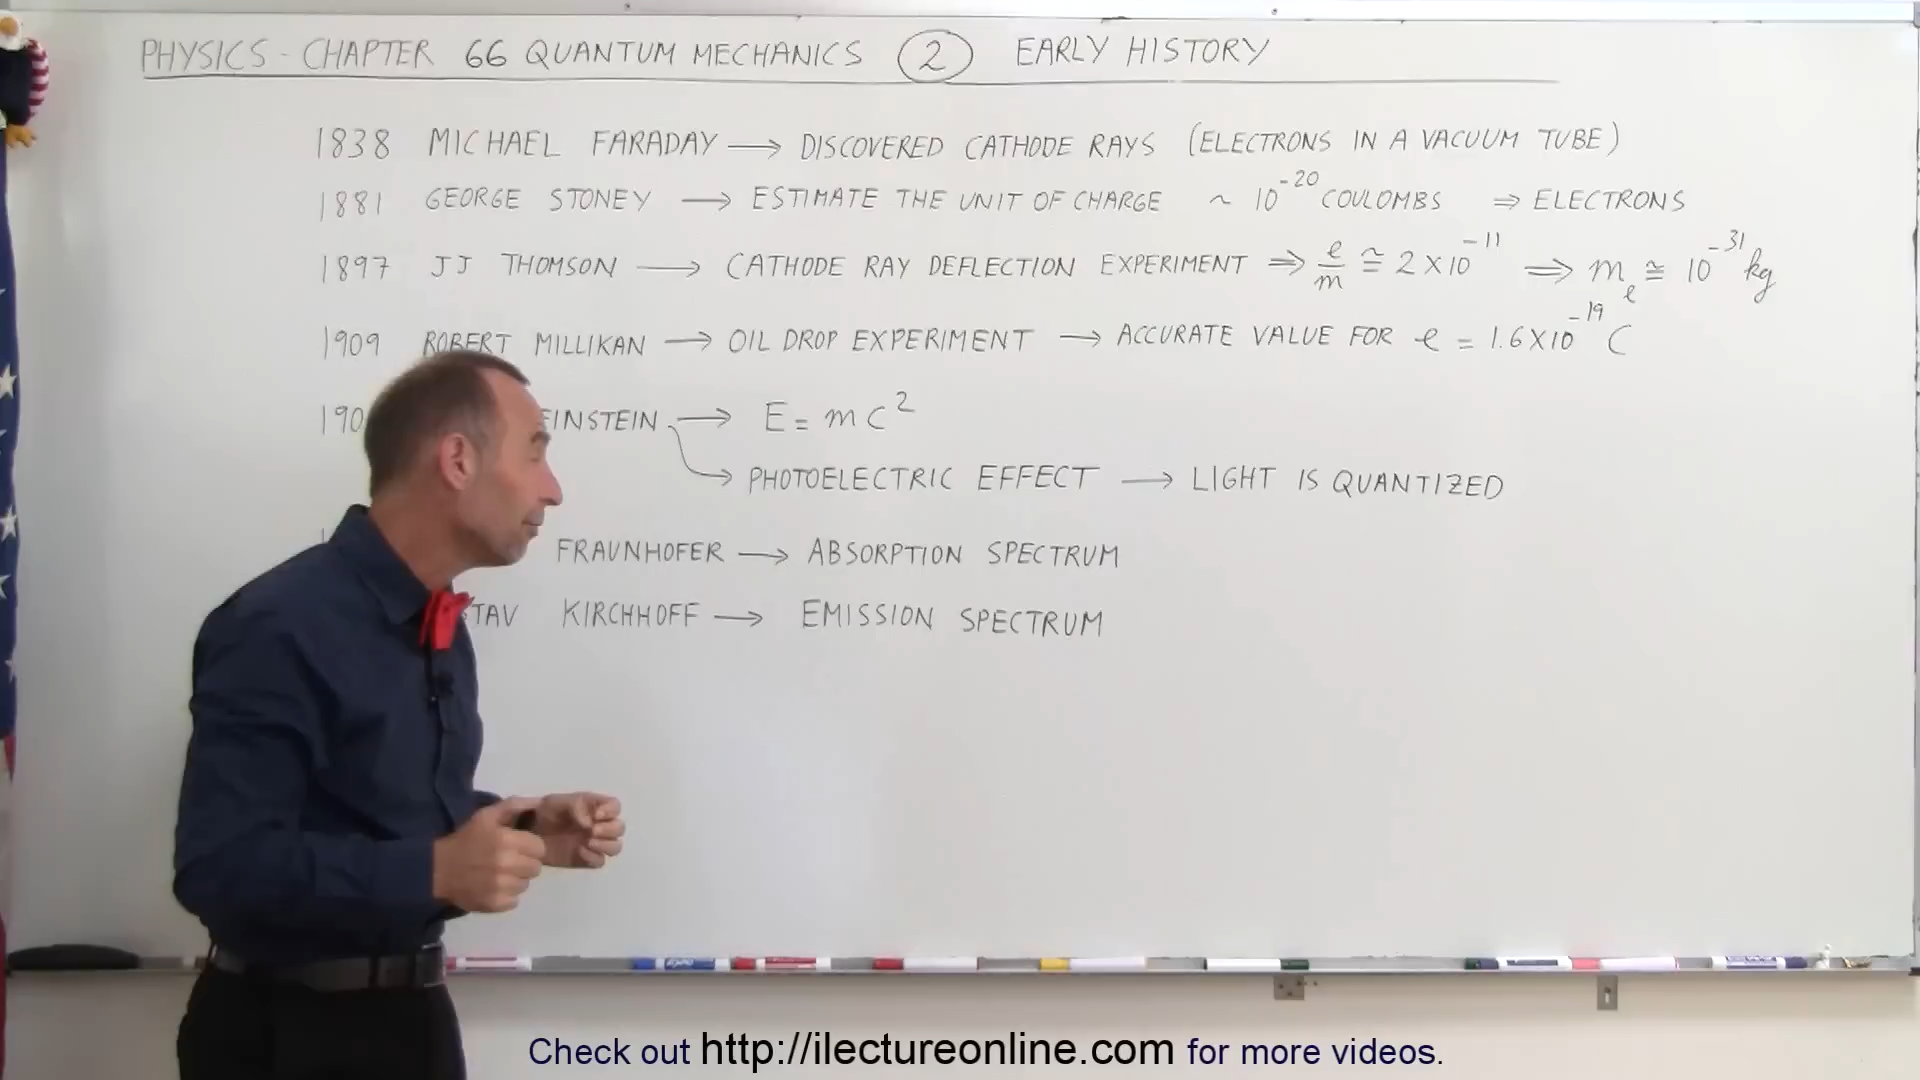 PHYSICS - CHAPTER 66 QUANTUM MECHANICS 2 EARLY HISTORY
1838 MICHAEL FARADAY → DISCOVERED CATHODE RAYS (ELECTRONS IN A VACUUM TUBE)
1881 GEORGE STONEY → ESTIMATE THE UNIT OF CHARGE ~ 10^-20 COULOMBS ⇒ ELECTRONS
1897 JJ THOMSON → CATHODE RAY DEFLECTION EXPERIMENT ⇒ e/m ≅ 2 X 10^-11 ⇒ m_e ≅ 10^-31 kg
1909 ROBERT MILLIKAN → OIL DROP EXPERIMENT → ACCURATE VALUE FOR e = 1.6 X 10^-19 C
190 EINSTEIN → E = mc^2
→ PHOTOELECTRIC EFFECT → LIGHT IS QUANTIZED
FRAUNHOFER → ABSORPTION SPECTRUM
TAV KIRCHHOFF → EMISSION SPECTRUM
Check out http://ilectureonline.com for more videos.